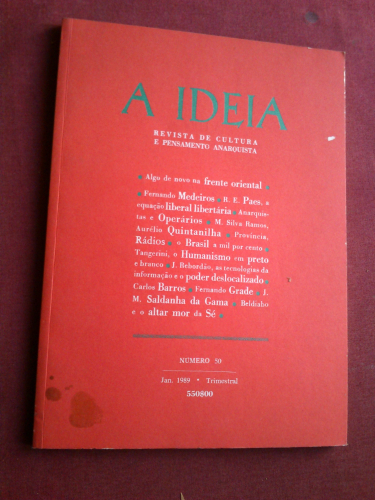 A IDEIA
REVISTA DE CULTURA
E PENSAMENTO ANARQUISTA
• Algo de novo na frente oriental •
• Fernando Medeiros • B. E. Paes, a
equação liberal libertária • Anarquis-
tas e Operários • M. Silva Ramos,
Aurélio Quintanilha • Província,
Rádios • o Brasil a mil por cento •
Tangerini, o Humanismo em preto
e branco • J. Rebordão, as tecnologias da
informação e o poder deslocalizado •
Carlos Barros • Fernando Grade • J.
M. Saldanha da Gama • Beldiabo
e o altar mor da Sé •
NÚMERO 50
Jan. 1989 • Trimestral
550$00